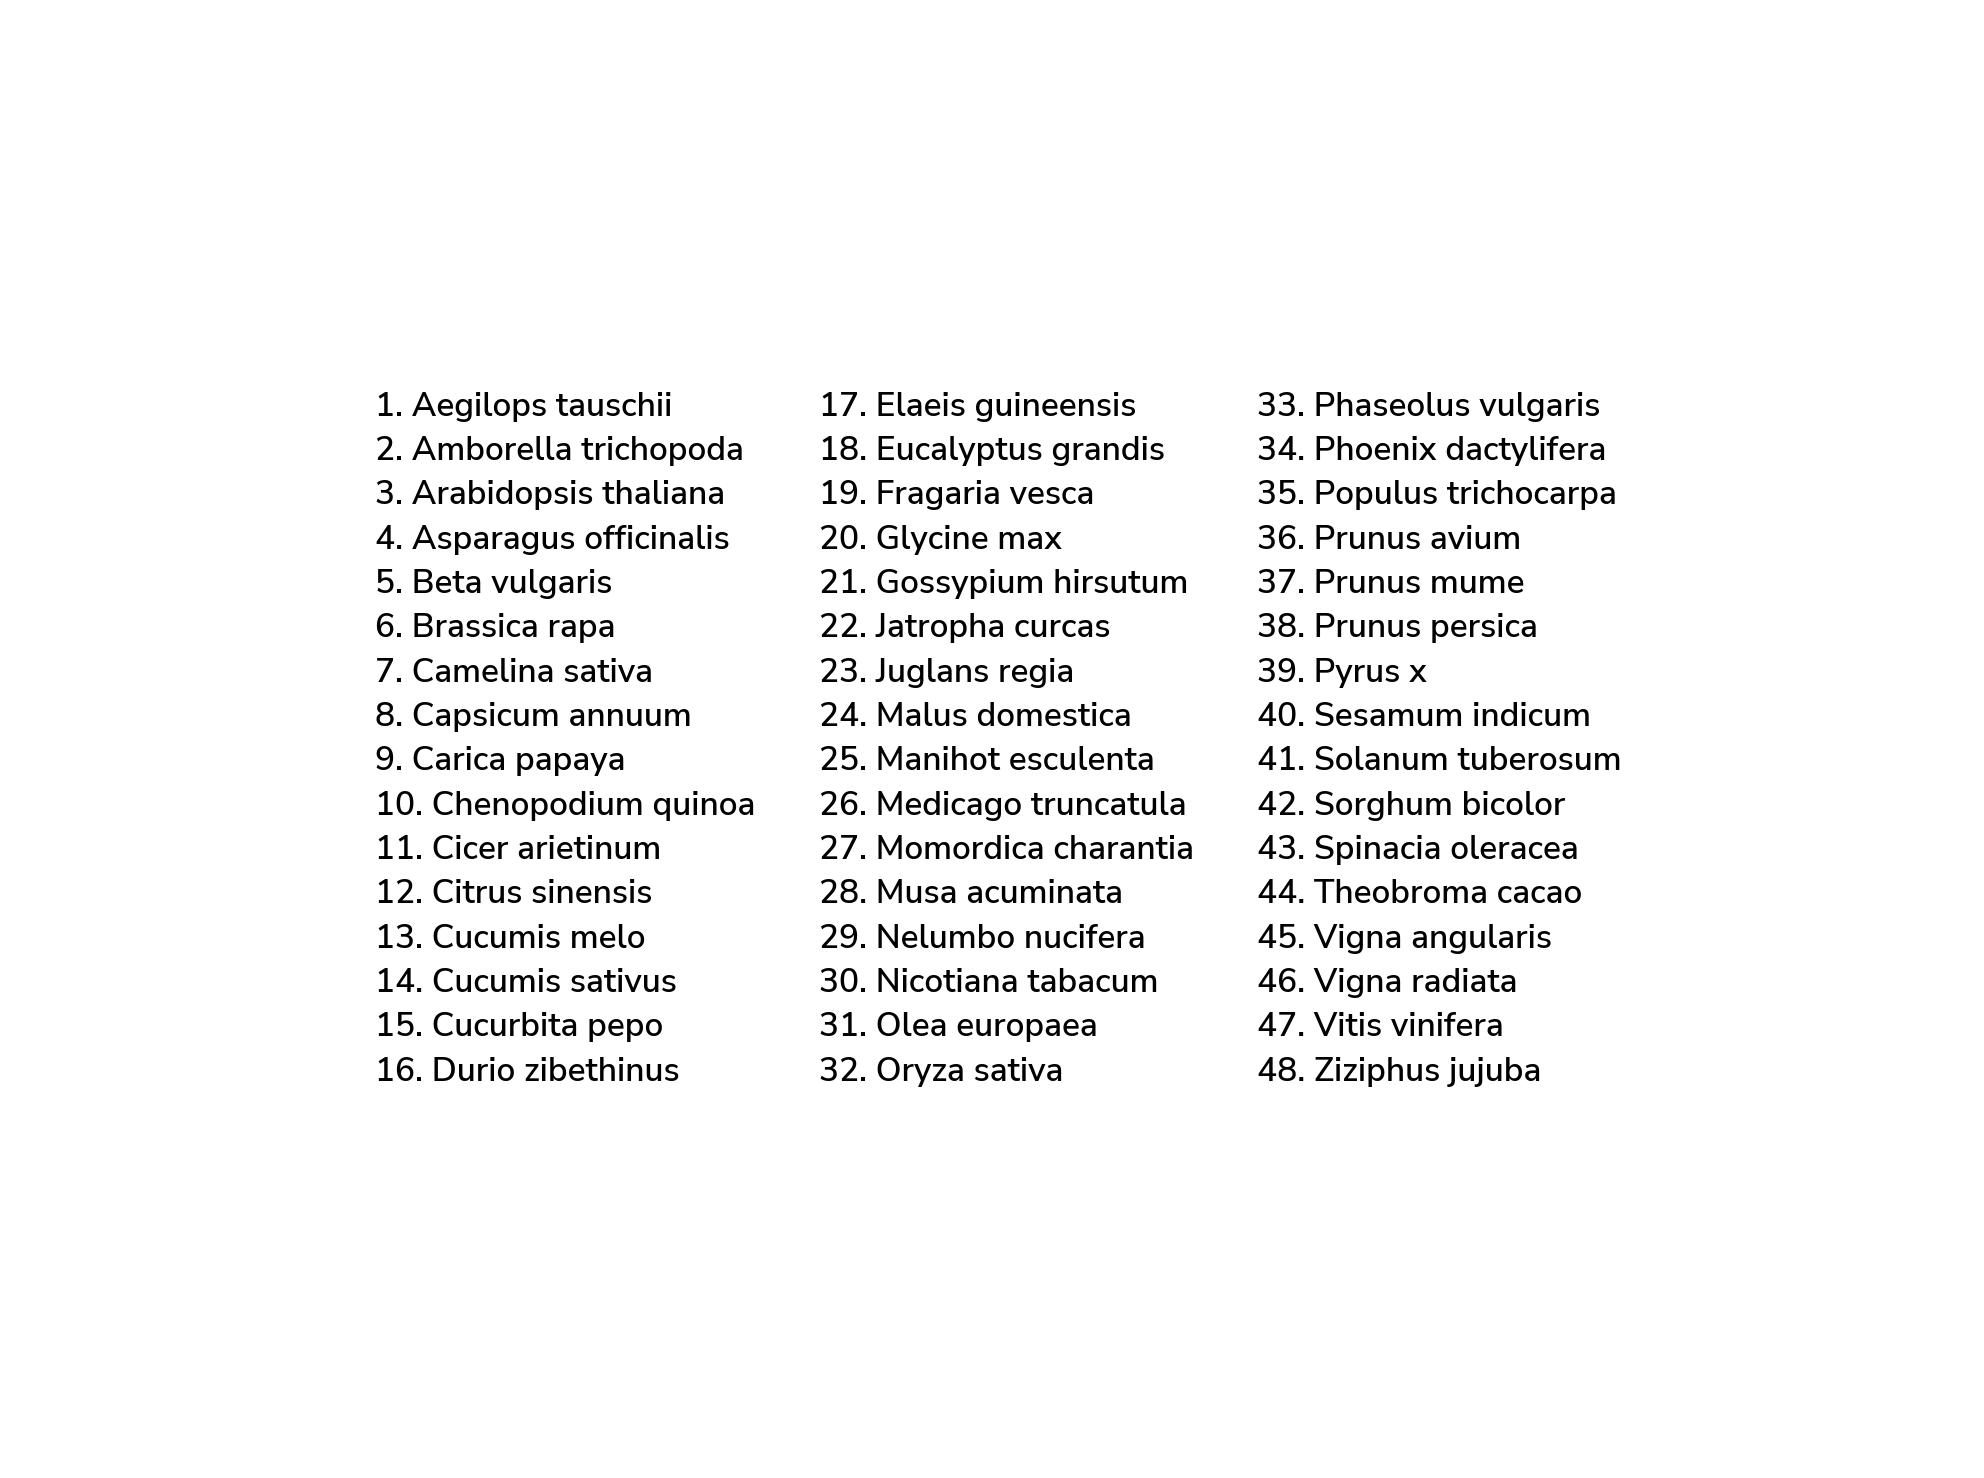 1. Aegilops tauschii
2. Amborella trichopoda
3. Arabidopsis thaliana
4. Asparagus officinalis
5. Beta vulgaris
6. Brassica rapa
7. Camelina sativa
8. Capsicum annuum
9. Carica papaya
10. Chenopodium quinoa
11. Cicer arietinum
12. Citrus sinensis
13. Cucumis melo
14. Cucumis sativus
15. Cucurbita pepo
16. Durio zibethinus
17. Elaeis guineensis
18. Eucalyptus grandis
19. Fragaria vesca
20. Glycine max
21. Gossypium hirsutum
22. Jatropha curcas
23. Juglans regia
24. Malus domestica
25. Manihot esculenta
26. Medicago truncatula
27. Momordica charantia
28. Musa acuminata
29. Nelumbo nucifera
30. Nicotiana tabacum
31. Olea europaea
32. Oryza sativa
33. Phaseolus vulgaris
34. Phoenix dactylifera
35. Populus trichocarpa
36. Prunus avium
37. Prunus mume
38. Prunus persica
39. Pyrus x
40. Sesamum indicum
41. Solanum tuberosum
42. Sorghum bicolor
43. Spinacia oleracea
44. Theobroma cacao
45. Vigna angularis
46. Vigna radiata
47. Vitis vinifera
48. Ziziphus jujuba